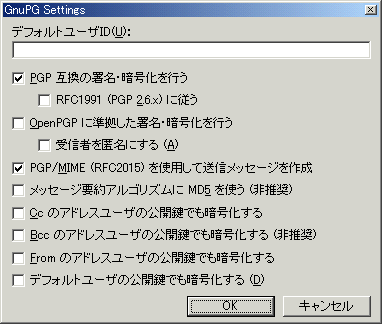 GnuPG Settings
デフォルトユーザID(U):
PGP 互換の署名・暗号化を行う
RFC1991 (PGP 2.6.x) に従う
OpenPGP に準拠した署名・暗号化を行う
受信者を匿名にする (A)
PGP/MIME (RFC2015) を使用して送信メッセージを作成
メッセージ要約アルゴリズムに MD5 を使う (非推奨)
Cc のアドレスユーザの公開鍵でも暗号化する
Bcc のアドレスユーザの公開鍵でも暗号化する (非推奨)
From のアドレスユーザの公開鍵でも暗号化する
デフォルトユーザの公開鍵でも暗号化する (D)
OK キャンセル